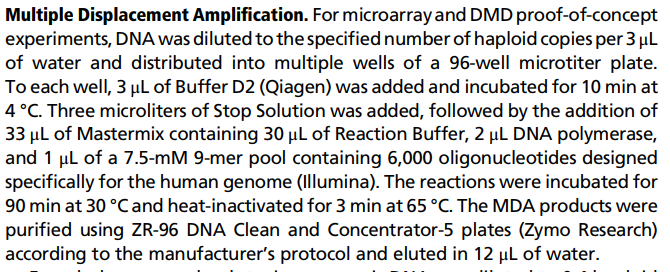 Multiple Displacement Amplification. For microarray and DMD proof-of-concept
experiments, DNA was diluted to the specified number of haploid copies per 3 μL
of water and distributed into multiple wells of a 96-well microtiter plate.
To each well, 3 μL of Buffer D2 (Qiagen) was added and incubated for 10 min at
4 °C. Three microliters of Stop Solution was added, followed by the addition of
33 μL of Mastermix containing 30 μL of Reaction Buffer, 2 μL DNA polymerase,
and 1 μL of a 7.5-mM 9-mer pool containing 6,000 oligonucleotides designed
specifically for the human genome (Illumina). The reactions were incubated for
90 min at 30 °C and heat-inactivated for 3 min at 65 °C. The MDA products were
purified using ZR-96 DNA Clean and Concentrator-5 plates (Zymo Research)
according to the manufacturer's protocol and eluted in 12 μL of water.